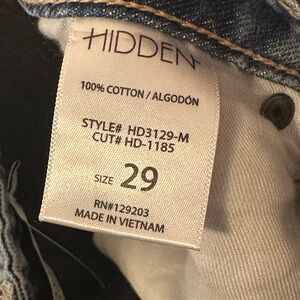 HIDDEN
100% COTTON / ALGODÓN
STYLE# HD3129-M
CUT# HD-1185
SIZE 29
RN#129203
MADE IN VIETNAM